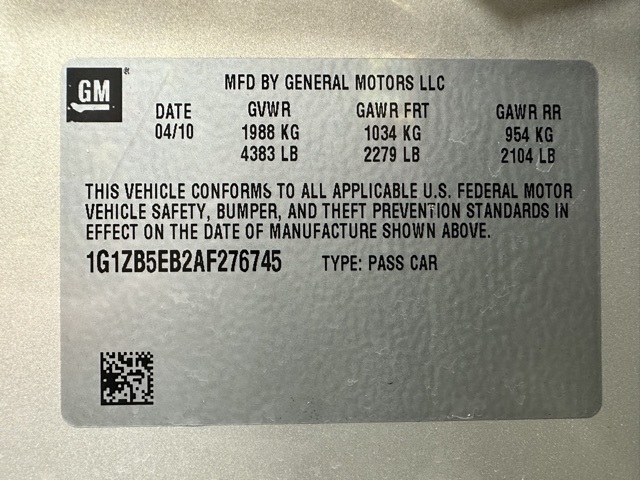 GM
MFD BY GENERAL MOTORS LLC
DATE GVWR GAWR FRT GAWR RR
04/10 1988 KG 1034 KG 954 KG
4383 LB 2279 LB 2104 LB
THIS VEHICLE CONFORMS TO ALL APPLICABLE U.S. FEDERAL MOTOR
VEHICLE SAFETY, BUMPER, AND THEFT PREVENTION STANDARDS IN
EFFECT ON THE DATE OF MANUFACTURE SHOWN ABOVE.
1G1ZB5EB2AF276745 TYPE: PASS CAR